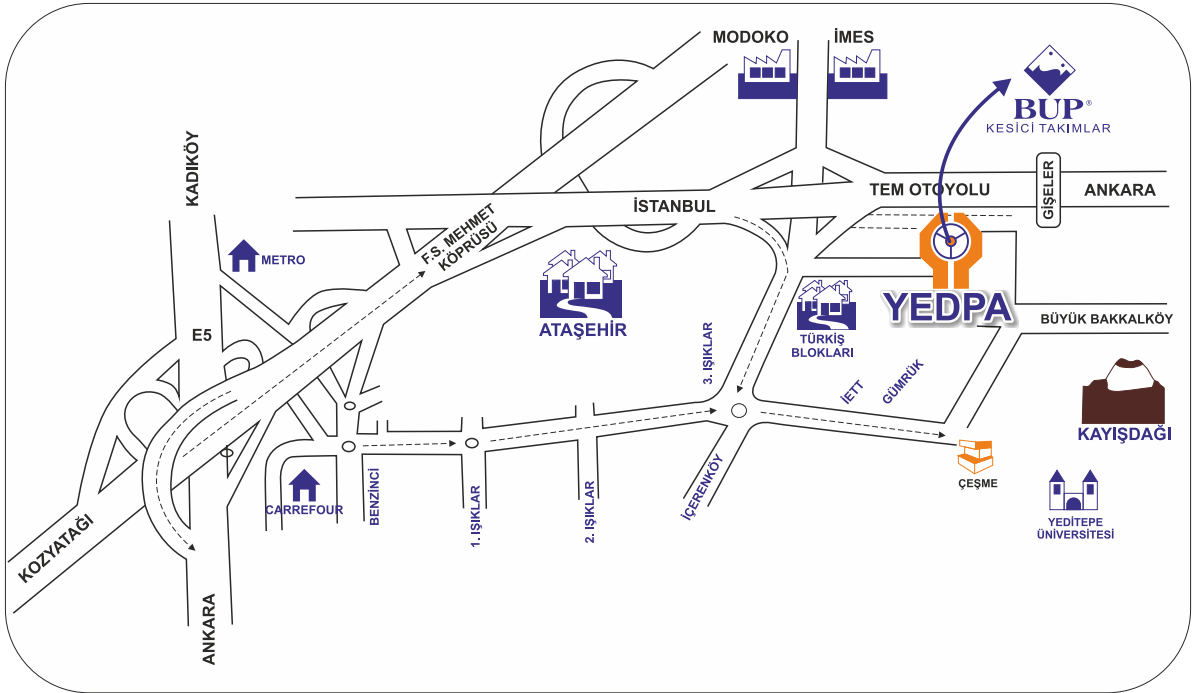 MODOKO
İMES
BUP®
KESİCİ TAKIMLAR
KADIKÖY
TEM OTOYOLU
GİŞELER
ANKARA
İSTANBUL
F.S. MEHMET
KÖPRÜSÜ
METRO
ATAŞEHİR
YEDPA
E5
TÜRKİŞ
BLOKLARI
BÜYÜK BAKKALKÖY
3. IŞIKLAR
İETT
GÜMRÜK
KAYIŞDAĞI
ÇEŞME
CARREFOUR
BENZİNCİ
1. IŞIKLAR
2. IŞIKLAR
İÇERENKÖY
YEDİTEPE
ÜNİVERSİTESİ
KOZYATAĞI
ANKARA